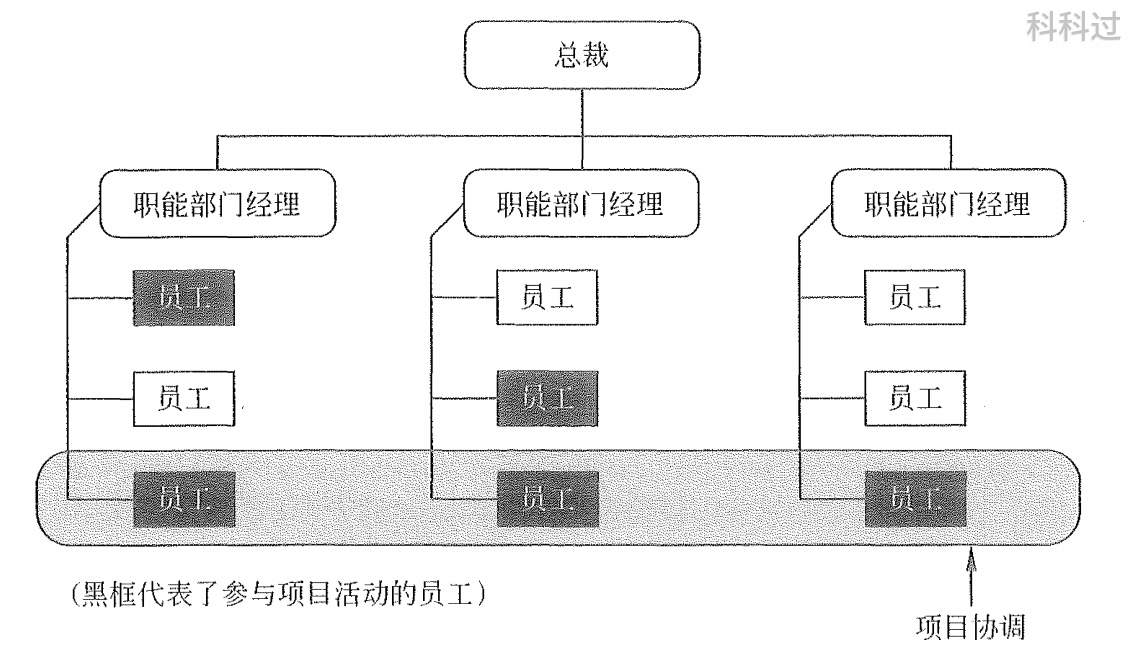 科科过
总裁
职能部门经理 职能部门经理 职能部门经理
员工 员工 员工
员工 员工 员工
员工 员工 员工
(黑框代表了参与项目活动的员工)
项目协调